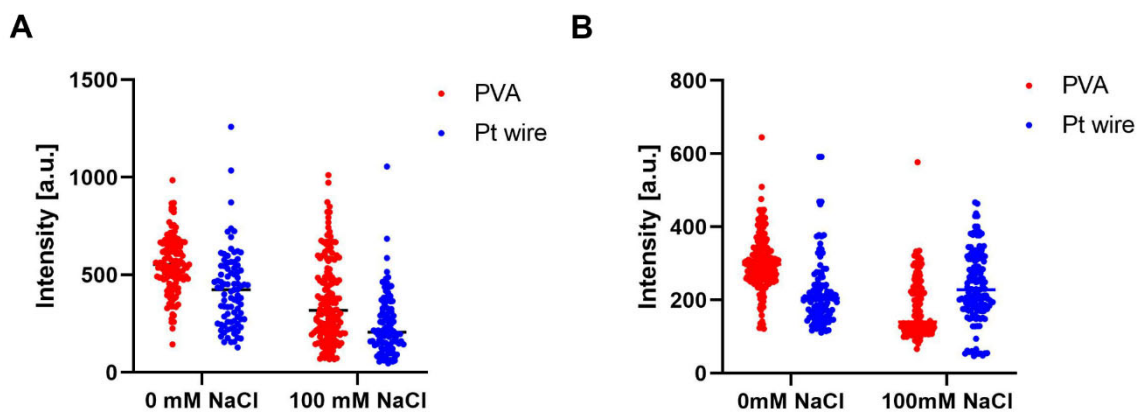 A
Intensity [a.u.]
1500
1000
500
0
0 mM NaCl
100 mM NaCl
PVA
Pt wire
B
Intensity [a.u.]
800
600
400
200
0
0mM NaCl
100mM NaCl
PVA
Pt wire